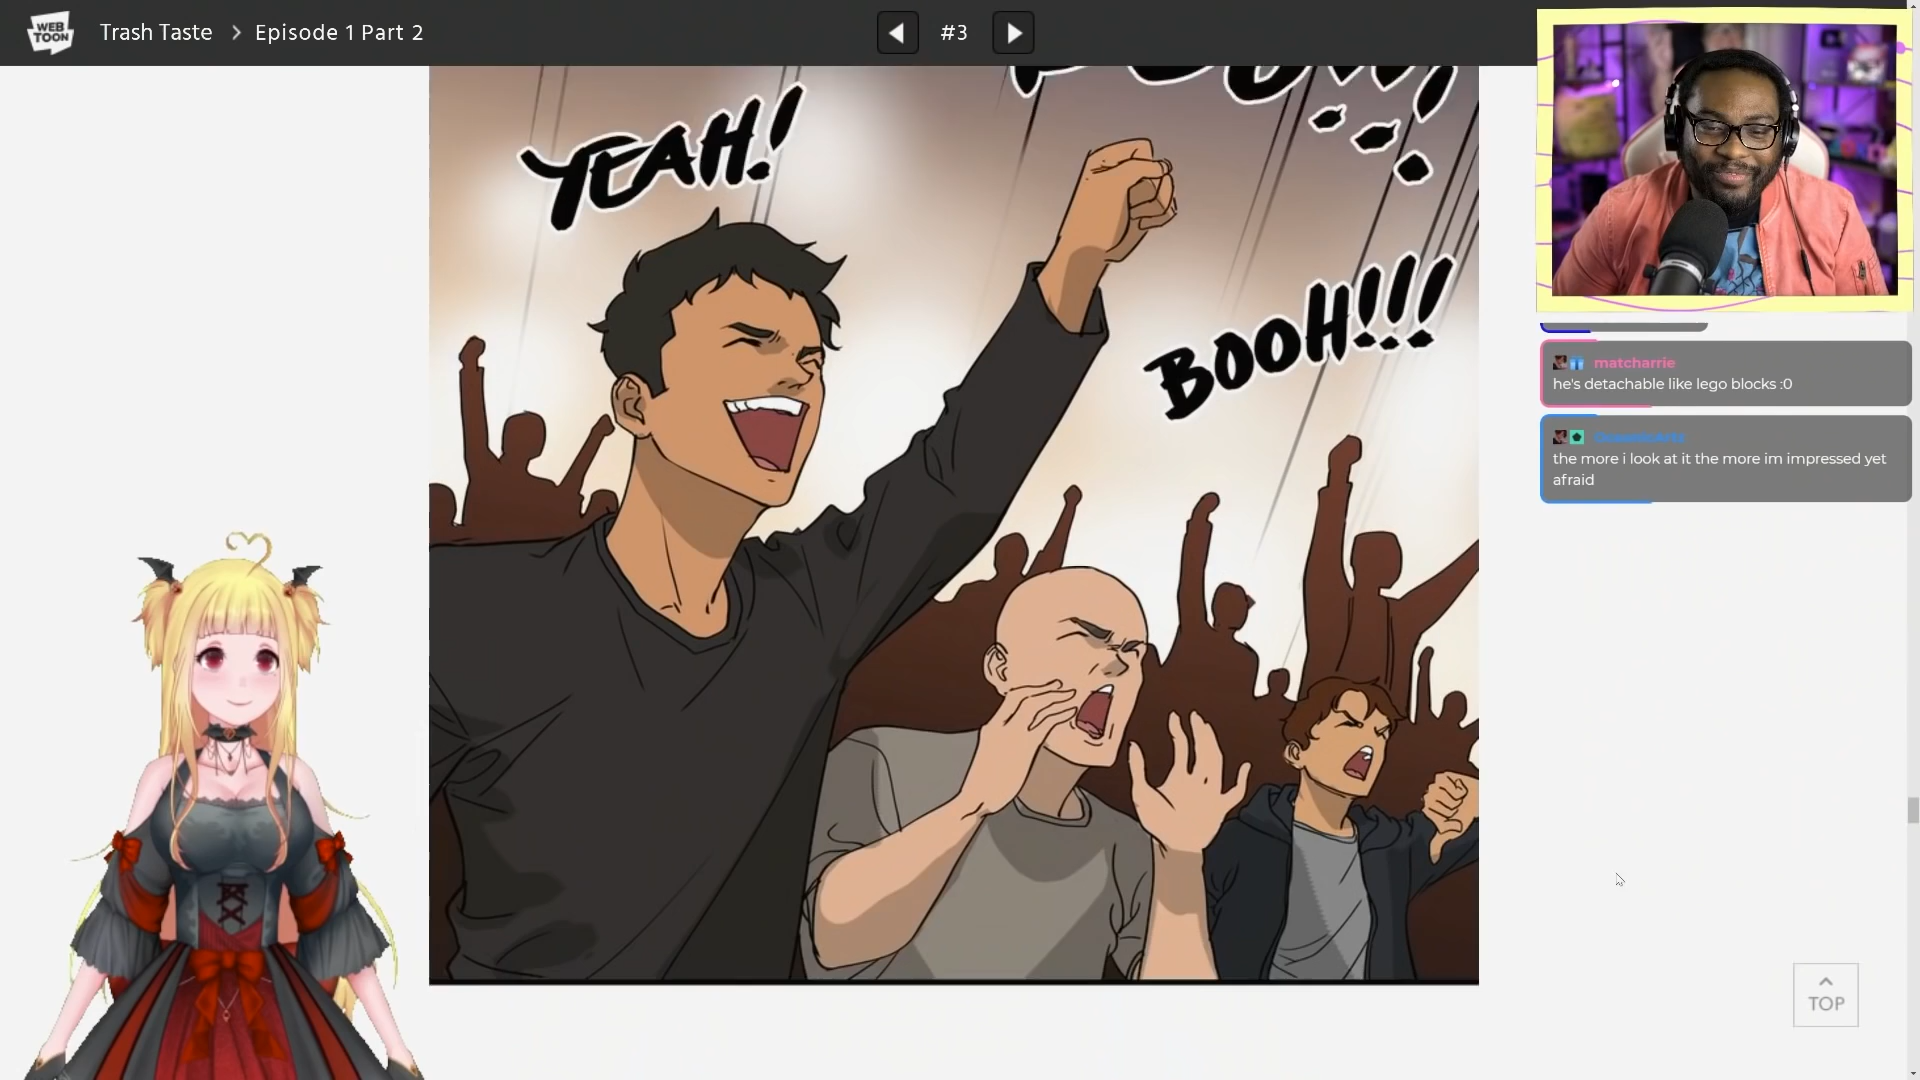 WEB
TOON
Trash Taste
Episode 1 Part 2
#3
YEAH!
BOOH!!!
matcharrie
he's detachable like lego blocks :0
the more i look at it the more im impressed yet
afraid
TOP